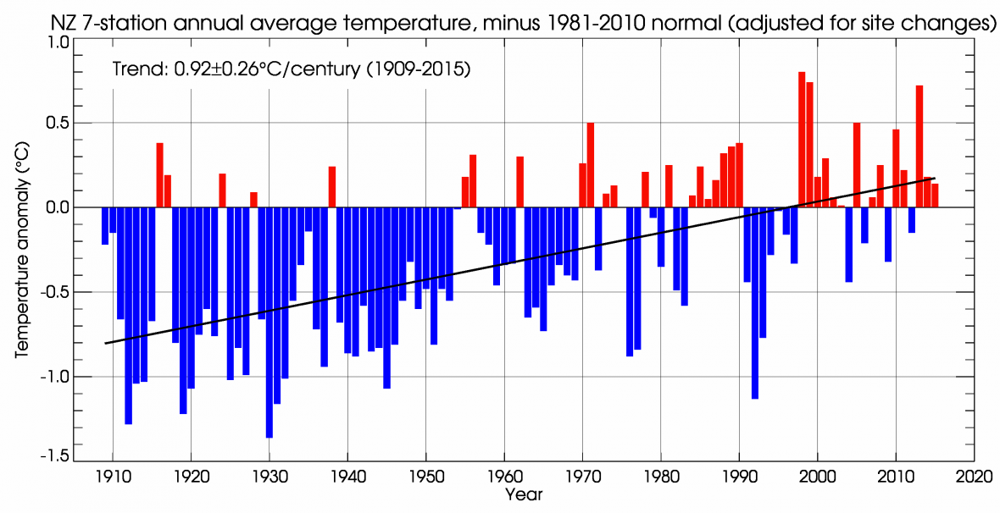 NZ 7-station annual average temperature, minus 1981-2010 normal (adjusted for site changes)
Trend: 0.92±0.26°C/century (1909-2015)
1.0
0.5
0.0
-0.5
-1.0
-1.5
Temperature anomaly (°C)
1910 1920 1930 1940 1950 1960 1970 1980 1990 2000 2010 2020
Year